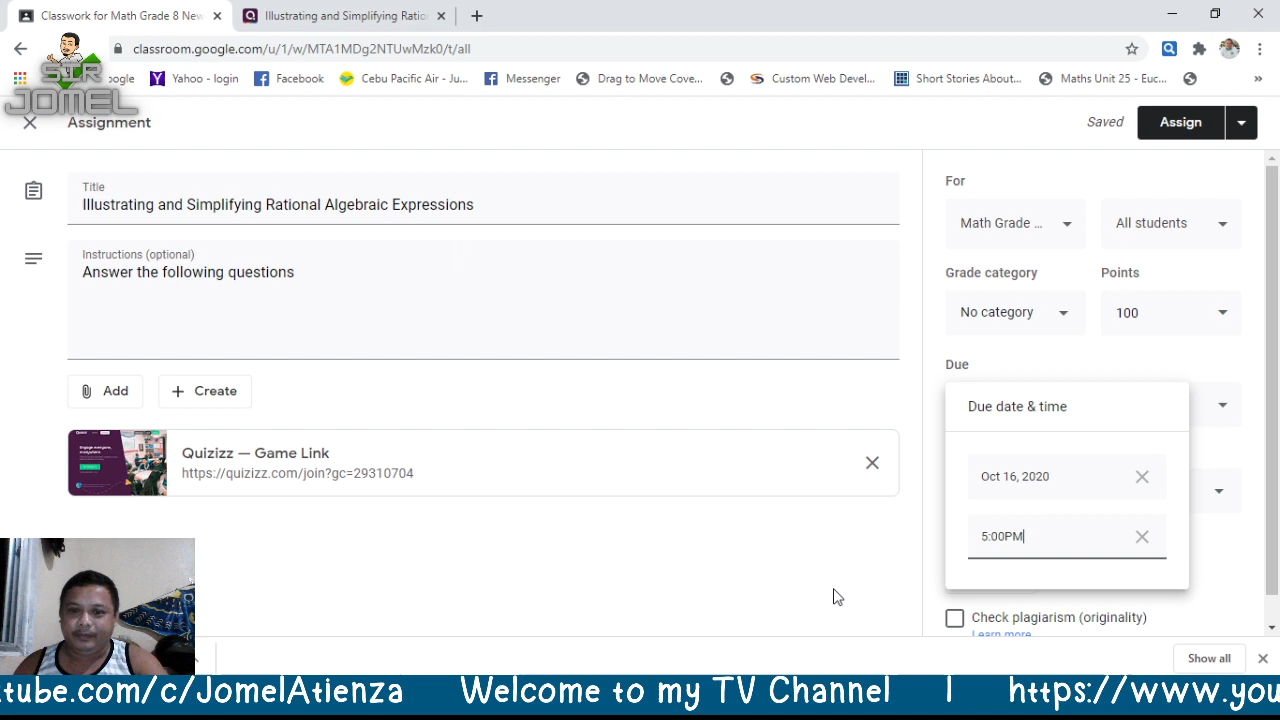 Classwork for Math Grade 8 New
Illustrating and Simplifying Ratio
classroom.google.com/u/1/w/MTA1MDg2NTUwMzk0/t/all
ogle
Yahoo - login
Facebook
Cebu Pacific Air - Ju...
Messenger
Drag to Move Cove...
Custom Web Devel...
Short Stories About...
Maths Unit 25 - Euc...
»
SIR
JOMEL
Assignment
Saved
Assign
Title
Illustrating and Simplifying Rational Algebraic Expressions
Instructions (optional)
Answer the following questions
Add
Create
Quizizz — Game Link
https://quizizz.com/join?gc=29310704
For
Math Grade ...
All students
Grade category
Points
No category
100
Due
Due date & time
Oct 16, 2020
5:00PM
Check plagiarism (originality)
Learn more
Show all
tube.com/c/JomelAtienza Welcome to my TV Channel | https://www.you